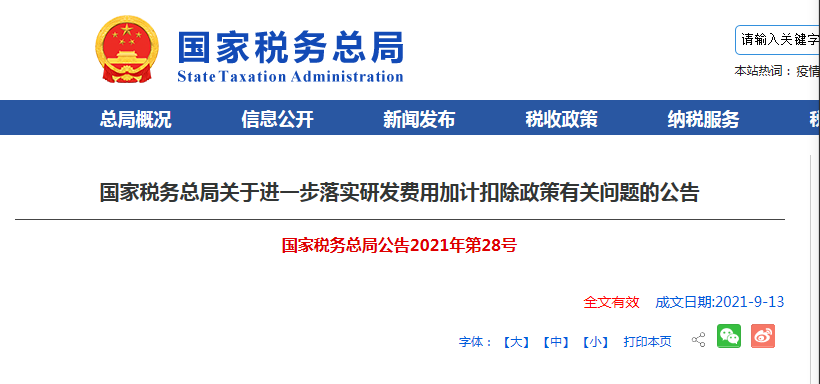 国家税务总局
State Taxation Administration
请输入关键字
本站热词：疫情
总局概况 信息公开 新闻发布 税收政策 纳税服务
国家税务总局关于进一步落实研发费用加计扣除政策有关问题的公告
国家税务总局公告2021年第28号
全文有效 成文日期:2021-9-13
字体：【大】【中】【小】 打印本页